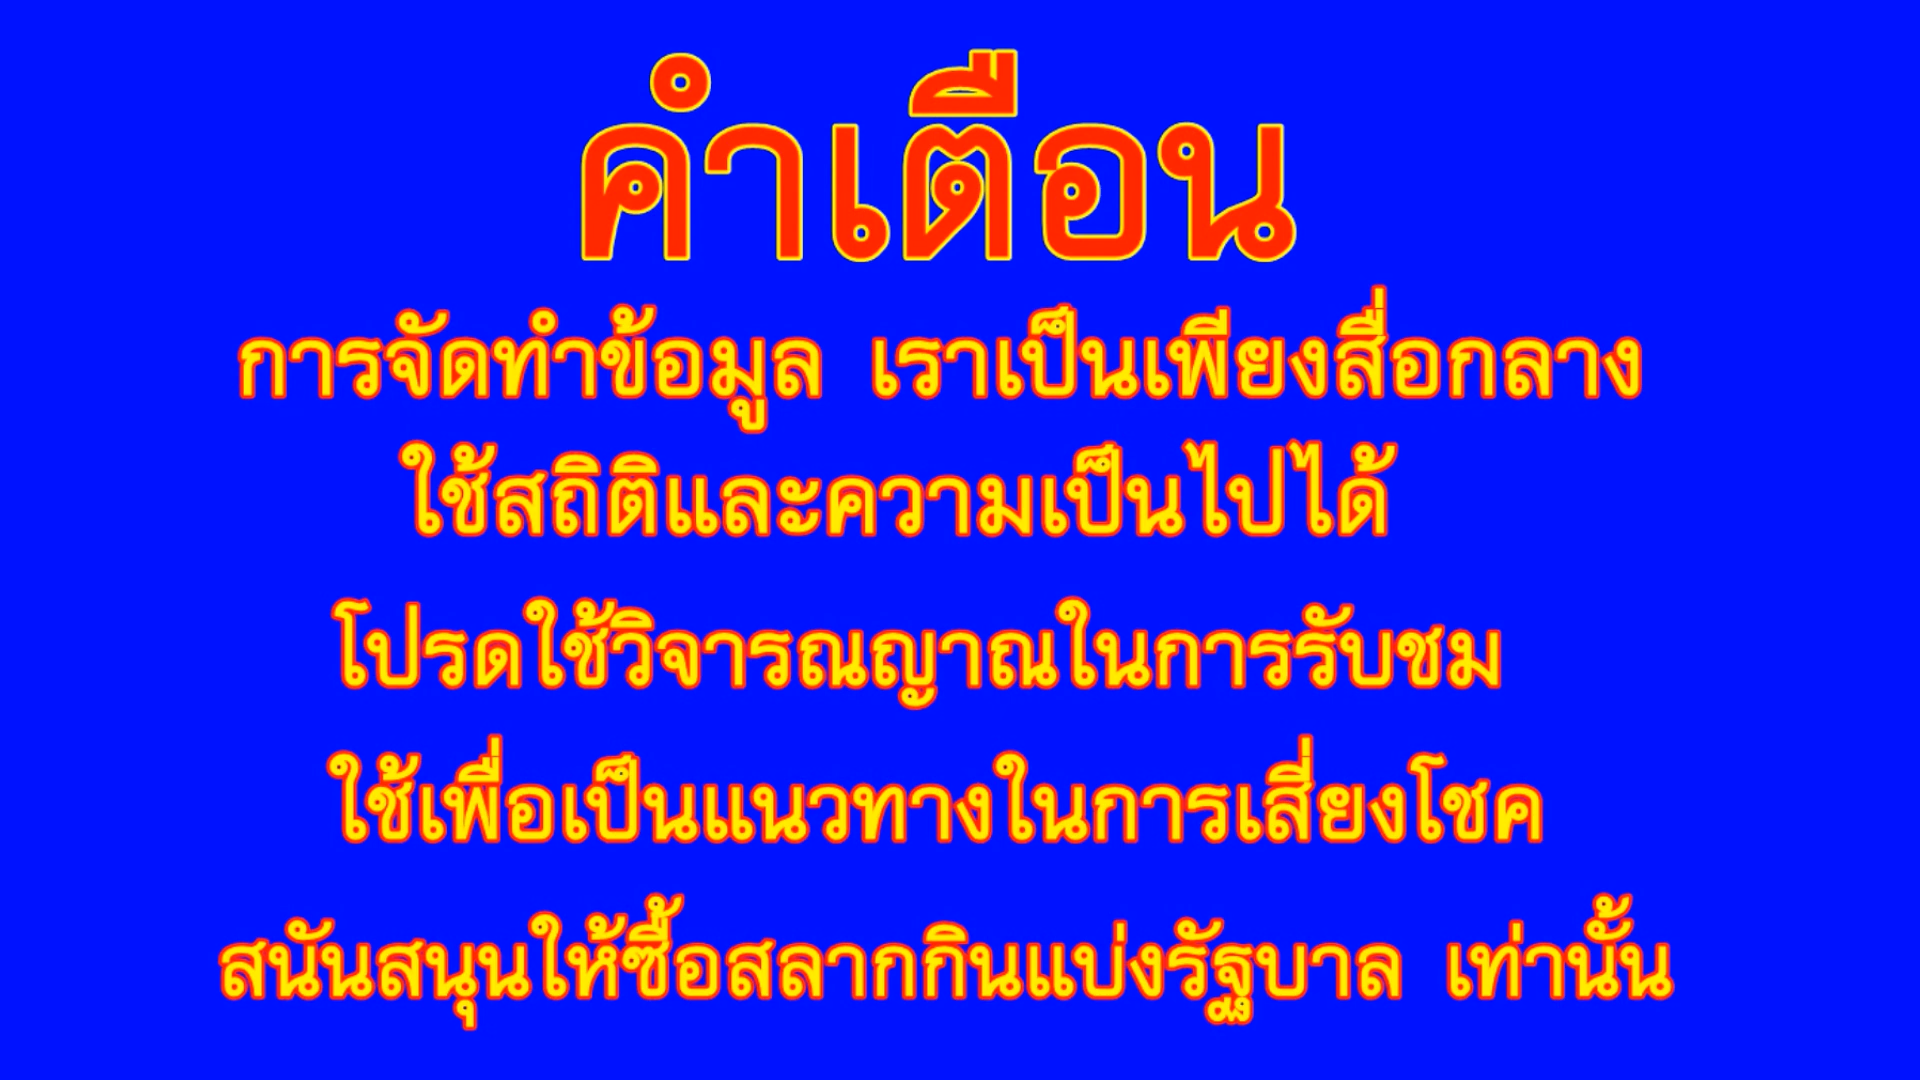 คำเตือน
การจัดทำข้อมูล เราเป็นเพียงสื่อกลาง
ใช้สถิติและความเป็นไปได้
โปรดใช้วิจารณญาณในการรับชม
ใช้เพื่อเป็นแนวทางในการเสี่ยงโชค
สนันสนุนให้ซื้อสลากกินแบ่งรัฐบาล เท่านั้น